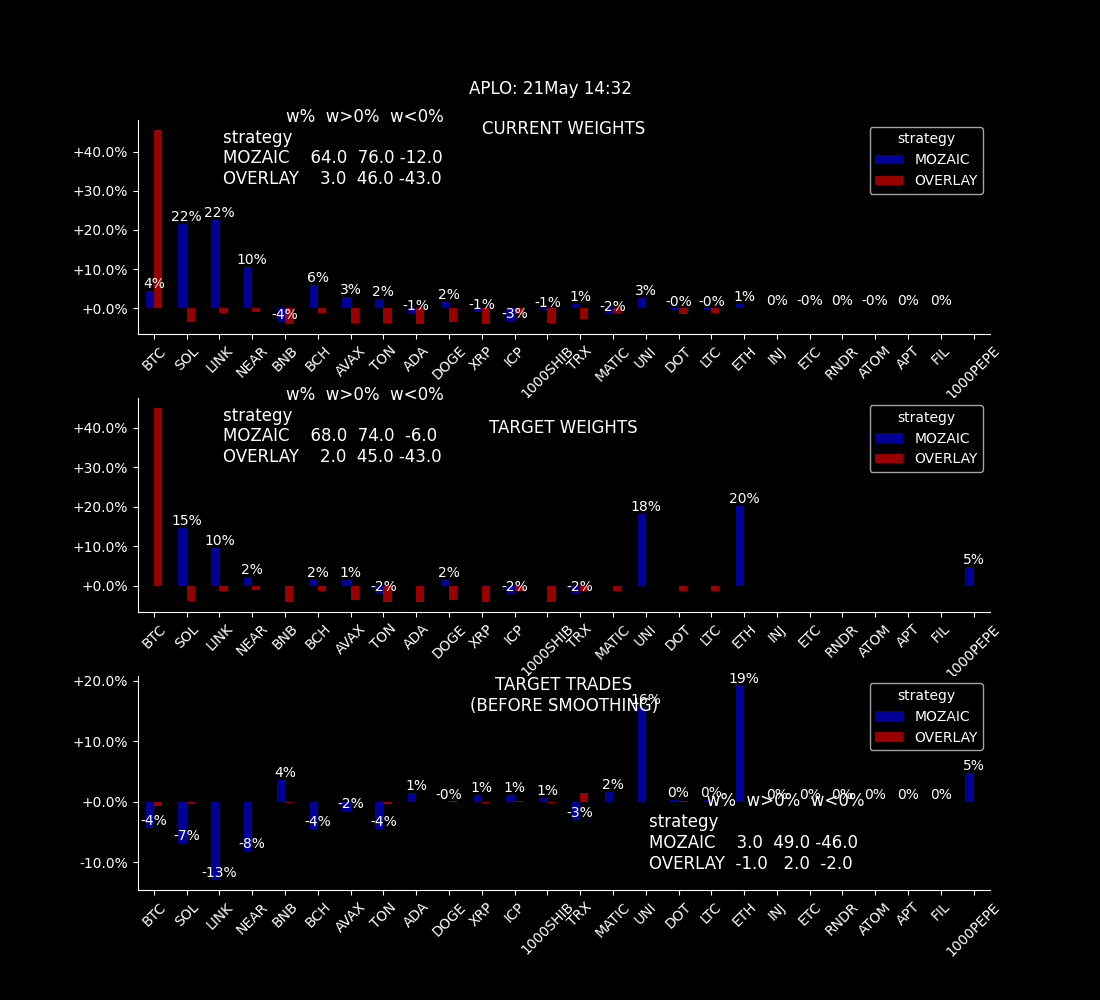 APLO: 21May 14:32
CURRENT WEIGHTS
w%  w>0%  w<0%
strategy
MOZAIC    64.0  76.0 -12.0
OVERLAY    3.0  46.0 -43.0
strategy
MOZAIC
OVERLAY
+40.0%
+30.0%
+20.0%
+10.0%
+0.0%
4% 22% 22% 10% -4% 6% 3% 2% -1% 2% -1% -3% -1% 1% -2% 3% -0% -0% 1% 0% -0% 0% -0% 0% 0%
BTC SOL LINK NEAR BNB BCH AVAX TON ADA DOGE XRP ICP 1000SHIB TRX MATIC UNI DOT LTC ETH INJ ETC RNDR ATOM APT FIL 1000PEPE
TARGET WEIGHTS
w%  w>0%  w<0%
strategy
MOZAIC    68.0  74.0  -6.0
OVERLAY    2.0  45.0 -43.0
strategy
MOZAIC
OVERLAY
+40.0%
+30.0%
+20.0%
+10.0%
+0.0%
15% 10% 2% 2% 1% -2% 2% -2% -2% 18% 20% 5%
BTC SOL LINK NEAR BNB BCH AVAX TON ADA DOGE XRP ICP 1000SHIB TRX MATIC UNI DOT LTC ETH INJ ETC RNDR ATOM APT FIL 1000PEPE
TARGET TRADES
(BEFORE SMOOTHING)
strategy
MOZAIC
OVERLAY
+20.0%
+10.0%
+0.0%
-10.0%
-4% -7% -13% -8% 4% -4% -2% -4% 1% -0% 1% 1% 1% -3% 2% 16% 0% 0% 19% 0% 0% 0% 0% 0% 0% 5%
w%  w>0%  w<0%
strategy
MOZAIC    3.0  49.0 -46.0
OVERLAY  -1.0   2.0  -2.0
BTC SOL LINK NEAR BNB BCH AVAX TON ADA DOGE XRP ICP 1000SHIB TRX MATIC UNI DOT LTC ETH INJ ETC RNDR ATOM APT FIL 1000PEPE